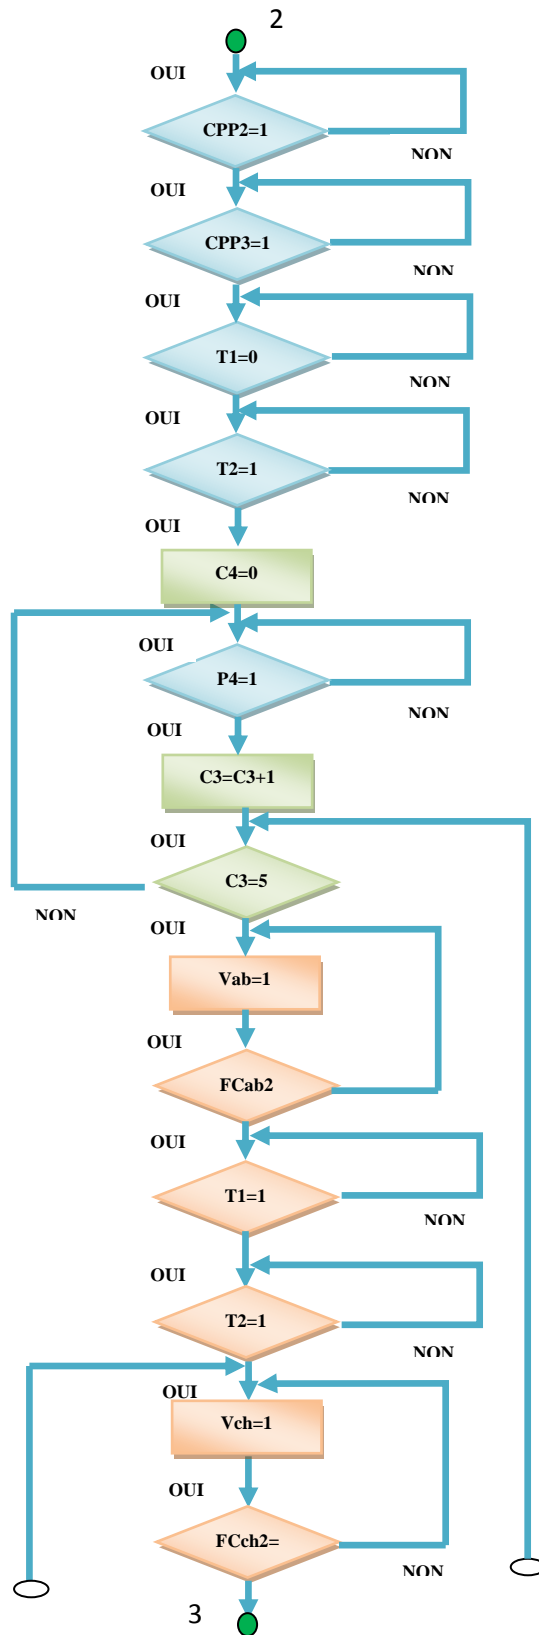 2
OUI
CPP2=1
NON
OUI
CPP3=1
NON
OUI
T1=0
NON
OUI
T2=1
NON
OUI
C4=0
OUI
P4=1
NON
OUI
C3=C3+1
OUI
C3=5
NON
OUI
Vab=1
OUI
FCab2
OUI
T1=1
NON
OUI
T2=1
NON
OUI
Vch=1
OUI
FCch2=
NON
3